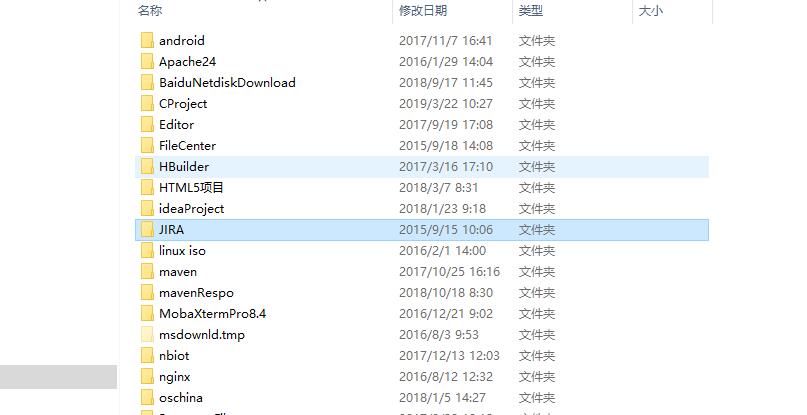 名称 修改日期 类型 大小
android 2017/11/7 16:41 文件夹
Apache24 2016/1/29 14:04 文件夹
BaiduNetdiskDownload 2018/9/17 11:45 文件夹
CProject 2019/3/22 10:27 文件夹
Editor 2017/9/19 17:08 文件夹
FileCenter 2015/9/18 14:08 文件夹
HBuilder 2017/3/16 17:10 文件夹
HTML5项目 2018/3/7 8:31 文件夹
ideaProject 2018/1/23 9:18 文件夹
JIRA 2015/9/15 10:06 文件夹
linux iso 2016/2/1 14:00 文件夹
maven 2017/10/25 16:16 文件夹
mavenRespo 2018/10/18 8:30 文件夹
MobaXtermPro8.4 2016/12/21 9:02 文件夹
msdownld.tmp 2016/8/3 9:53 文件夹
nbiot 2017/12/13 12:03 文件夹
nginx 2016/8/12 12:32 文件夹
oschina 2018/1/5 14:27 文件夹